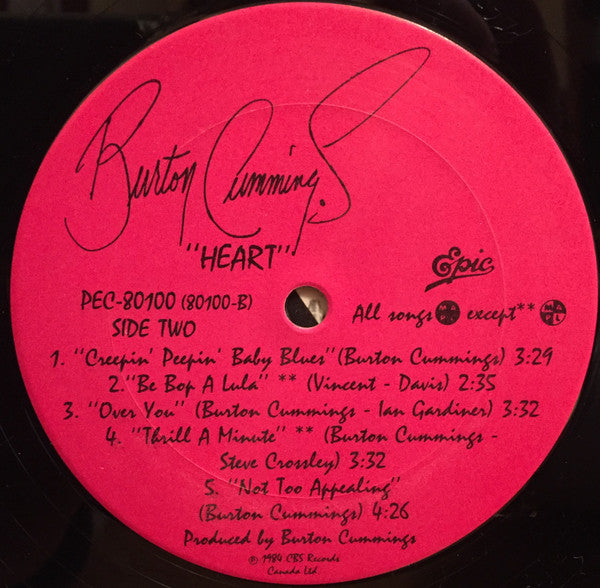 Burton Cummings
"HEART"
Epic
PEC-80100 (80100-B)
SIDE TWO
All songs MAPL except** MAPL
1. "Creepin' Peepin' Baby Blues" (Burton Cummings) 3:29
2. "Be Bop A Lula" ** (Vincent - Davis) 2:35
3. "Over You" (Burton Cummings - Ian Gardiner) 3:32
4. "Thrill A Minute" ** (Burton Cummings -
Steve Crossley) 3:32
5. "Not Too Appealing"
(Burton Cummings) 4:26
Produced by Burton Cummings
℗ 1984 CBS Records
Canada Ltd